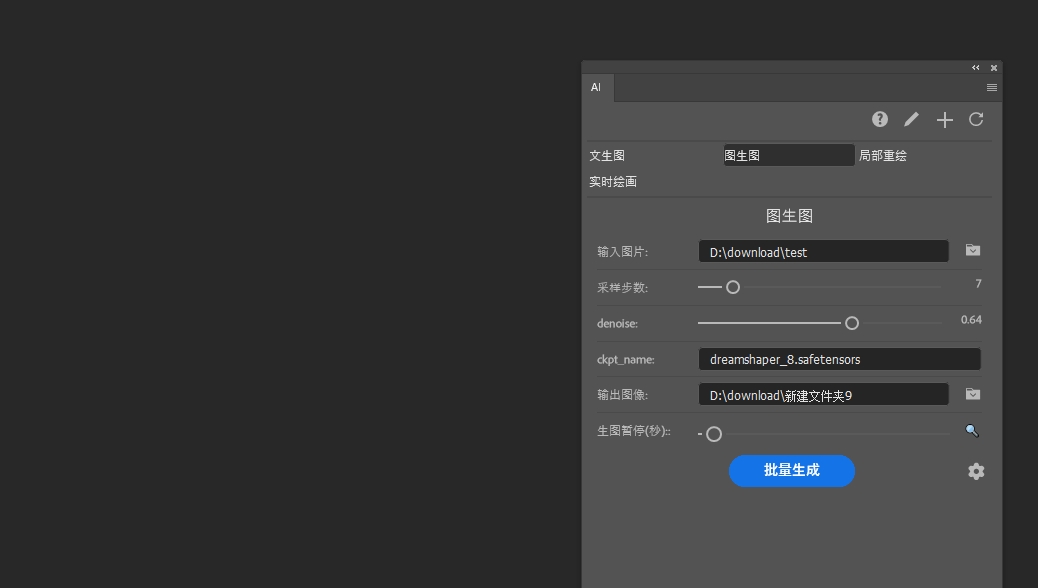 AI
文生图 图生图 局部重绘
实时绘画
图生图
输入图片: D:\download\test
采样步数: 7
denoise: 0.64
ckpt_name: dreamshaper_8.safetensors
输出图像: D:\download\新建文件夹9
生图暂停(秒)::
批量生成